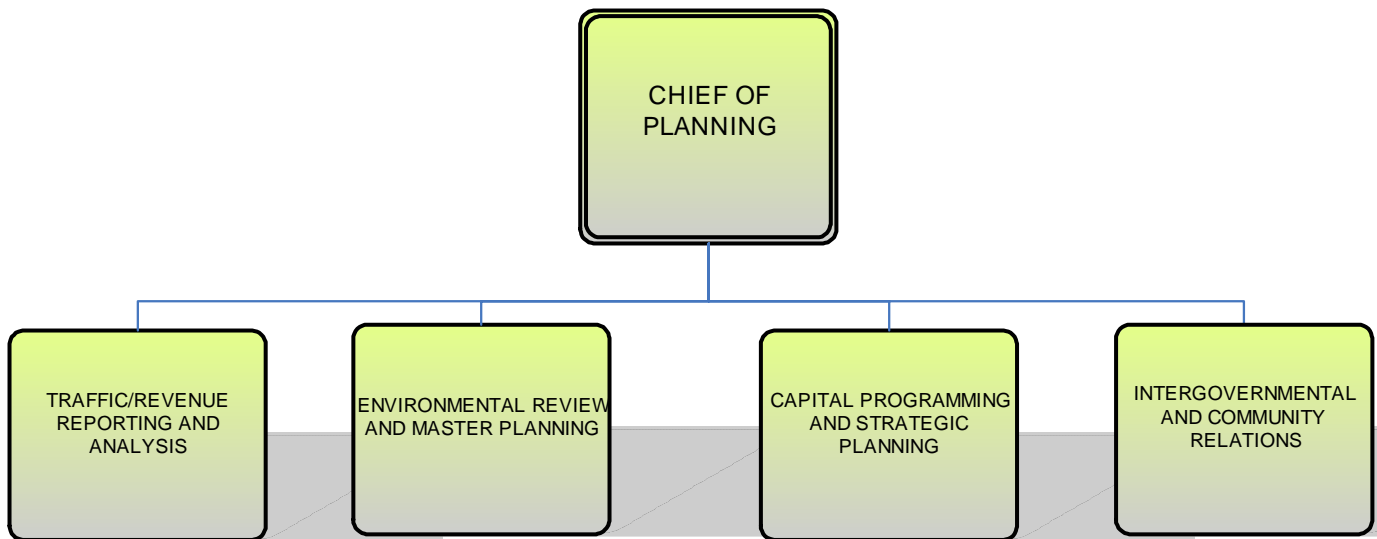 CHIEF OF
PLANNING
TRAFFIC/REVENUE
REPORTING AND
ANALYSIS
ENVIRONMENTAL REVIEW
AND MASTER PLANNING
CAPITAL PROGRAMMING
AND STRATEGIC
PLANNING
INTERGOVERNMENTAL
AND COMMUNITY
RELATIONS